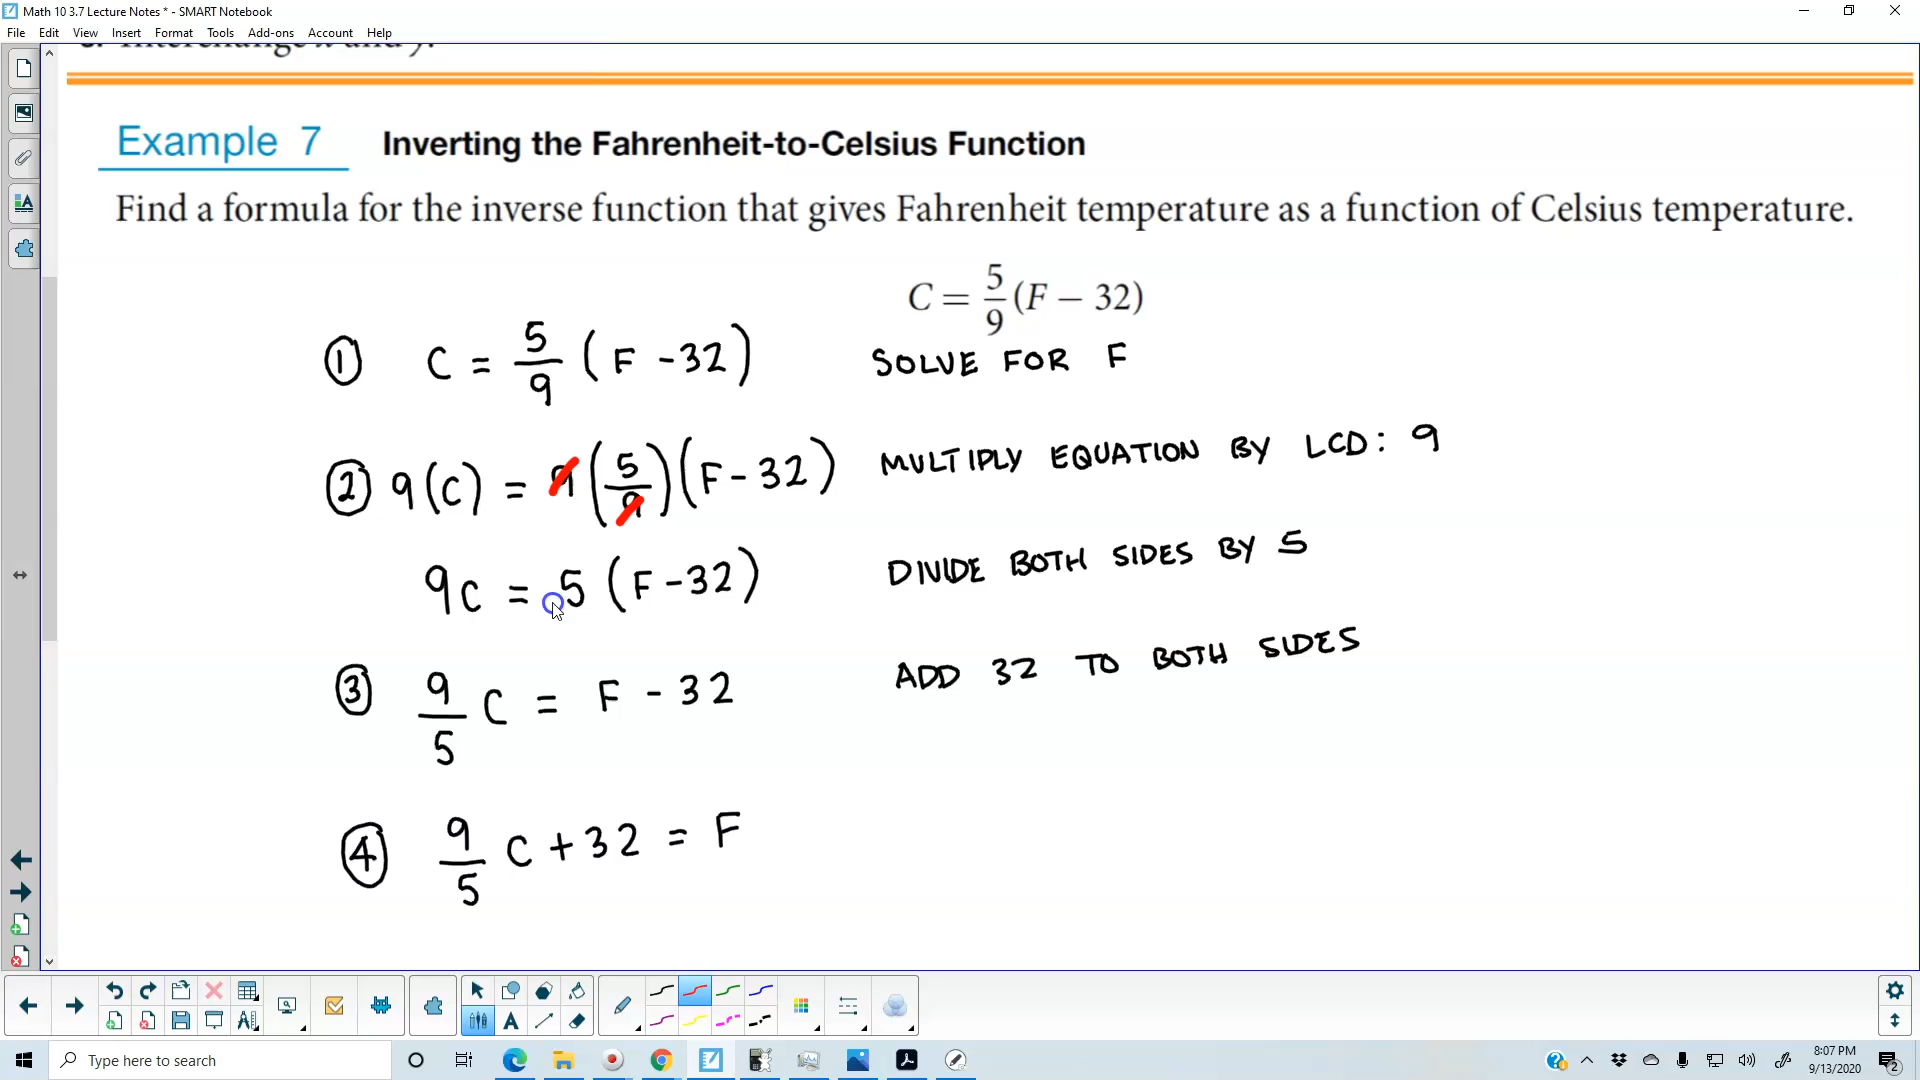 Math 10 3.7 Lecture Notes * - SMART Notebook
File Edit View Insert Format Tools Add-ons Account Help
Interchange x and y.
Example 7 Inverting the Fahrenheit-to-Celsius Function
Find a formula for the inverse function that gives Fahrenheit temperature as a function of Celsius temperature.
C = 5/9 (F − 32)
① C = 5/9 (F - 32) SOLVE FOR F
② 9(C) = 9(5/9)(F - 32) MULTIPLY EQUATION BY LCD: 9
9C = 5(F - 32) DIVIDE BOTH SIDES BY 5
③ 9/5 C = F - 32 ADD 32 TO BOTH SIDES
④ 9/5 C + 32 = F
Type here to search
8:07 PM
9/13/2020
2